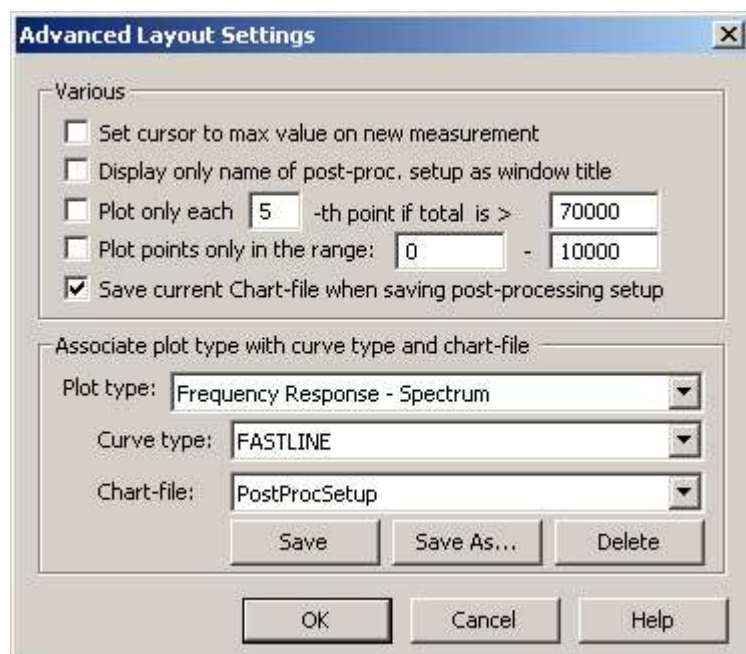 Advanced Layout Settings
Various
Set cursor to max value on new measurement
Display only name of post-proc. setup as window title
Plot only each 5 -th point if total is > 70000
Plot points only in the range: 0 - 10000
Save current Chart-file when saving post-processing setup
Associate plot type with curve type and chart-file
Plot type: Frequency Response - Spectrum
Curve type: FASTLINE
Chart-file: PostProcSetup
Save Save As... Delete
OK Cancel Help